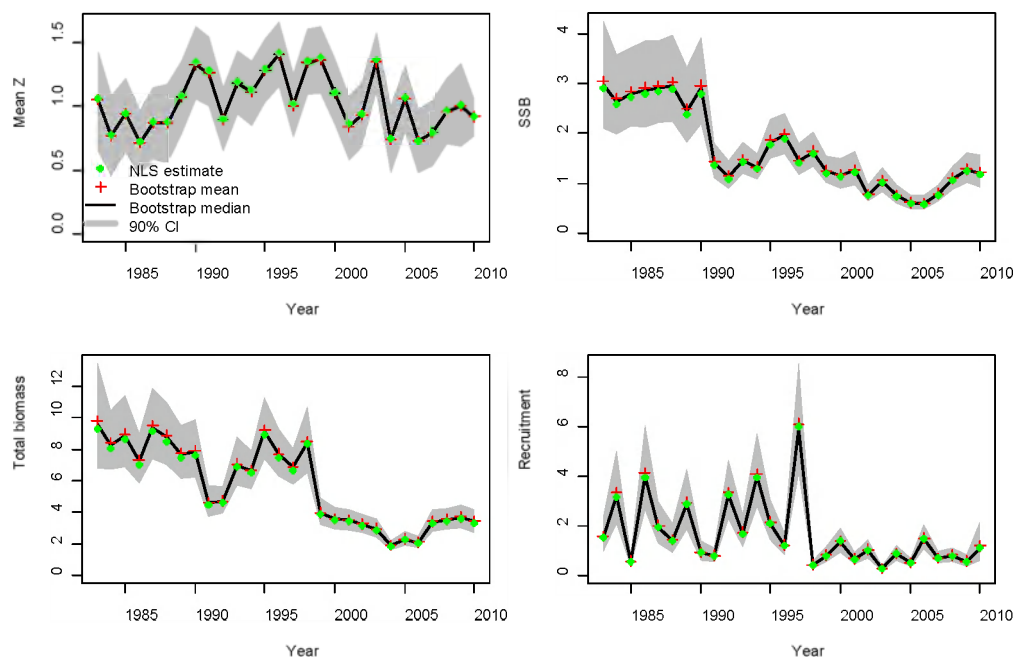 Mean Z
0.0 0.5 1.0 1.5
NLS estimate
Bootstrap mean
Bootstrap median
90% CI
1985 1990 1995 2000 2005 2010
Year
SSB
0 1 2 3 4
1985 1990 1995 2000 2005 2010
Year
Total biomass
0 2 4 6 8 10 12
1985 1990 1995 2000 2005 2010
Year
Recruitment
0 2 4 6 8
1985 1990 1995 2000 2005 2010
Year